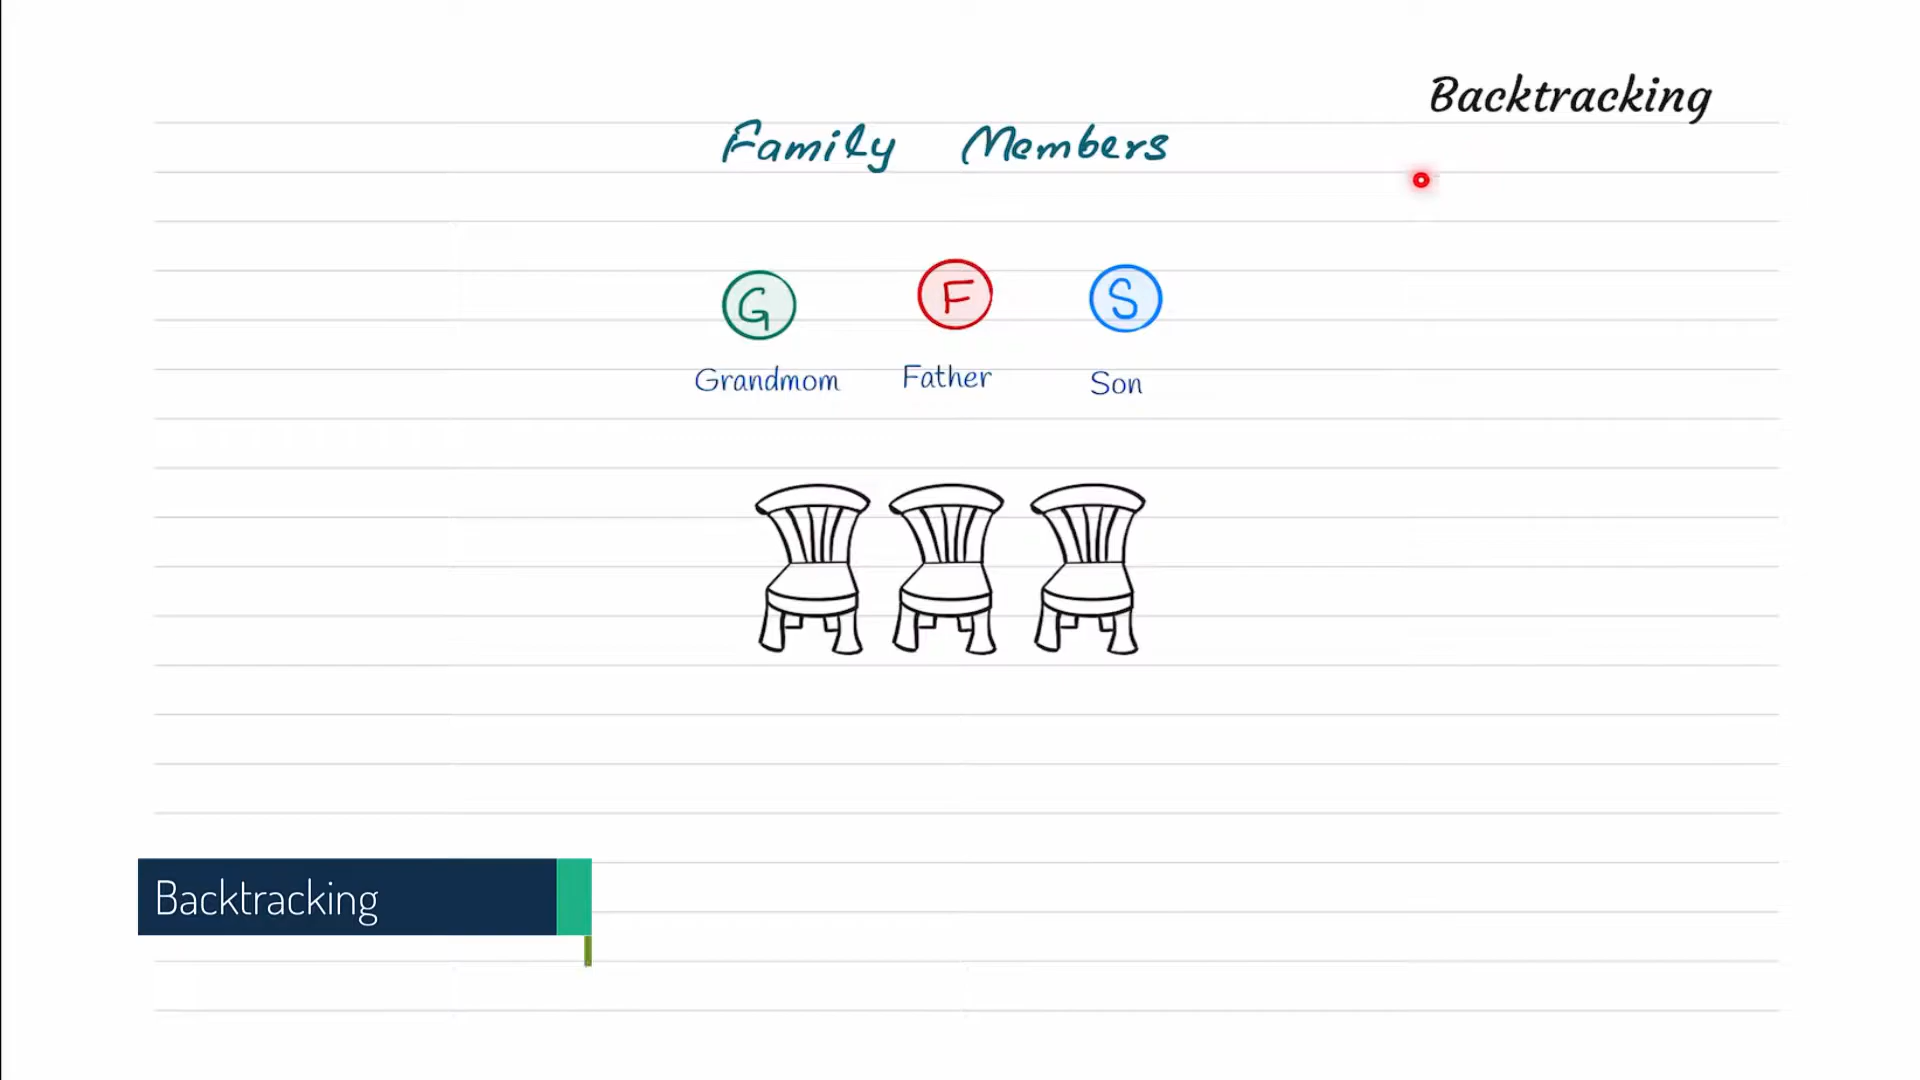 Backtracking
Family Members
G F S
Grandmom Father Son
Backtracking